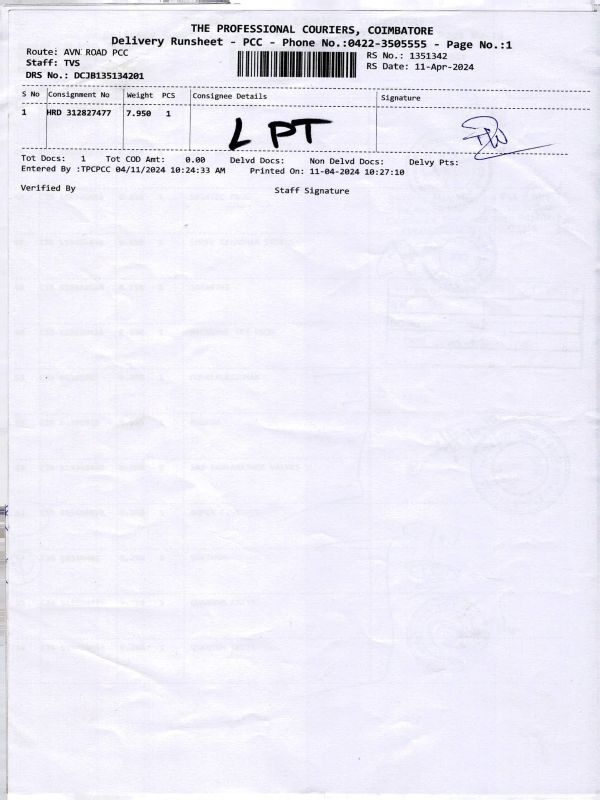 THE PROFESSIONAL COURIERS, COIMBATORE
Delivery Runsheet - PCC - Phone No.:0422-3505555 - Page No.:1
Route: AVN ROAD PCC
RS No.: 1351342
Staff: TVS
RS Date: 11-Apr-2024
DRS No.: DCJB135134201
S No Consignment No Weight PCS Consignee Details Signature
1 HRD 312827477 7.950 1 LPT
Tot Docs: 1 Tot COD Amt: 0.00 Delvd Docs: Non Delvd Docs: Delvy Pts:
Entered By :TPCPCC 04/11/2024 10:24:33 AM Printed On: 11-04-2024 10:27:10
Verified By Staff Signature